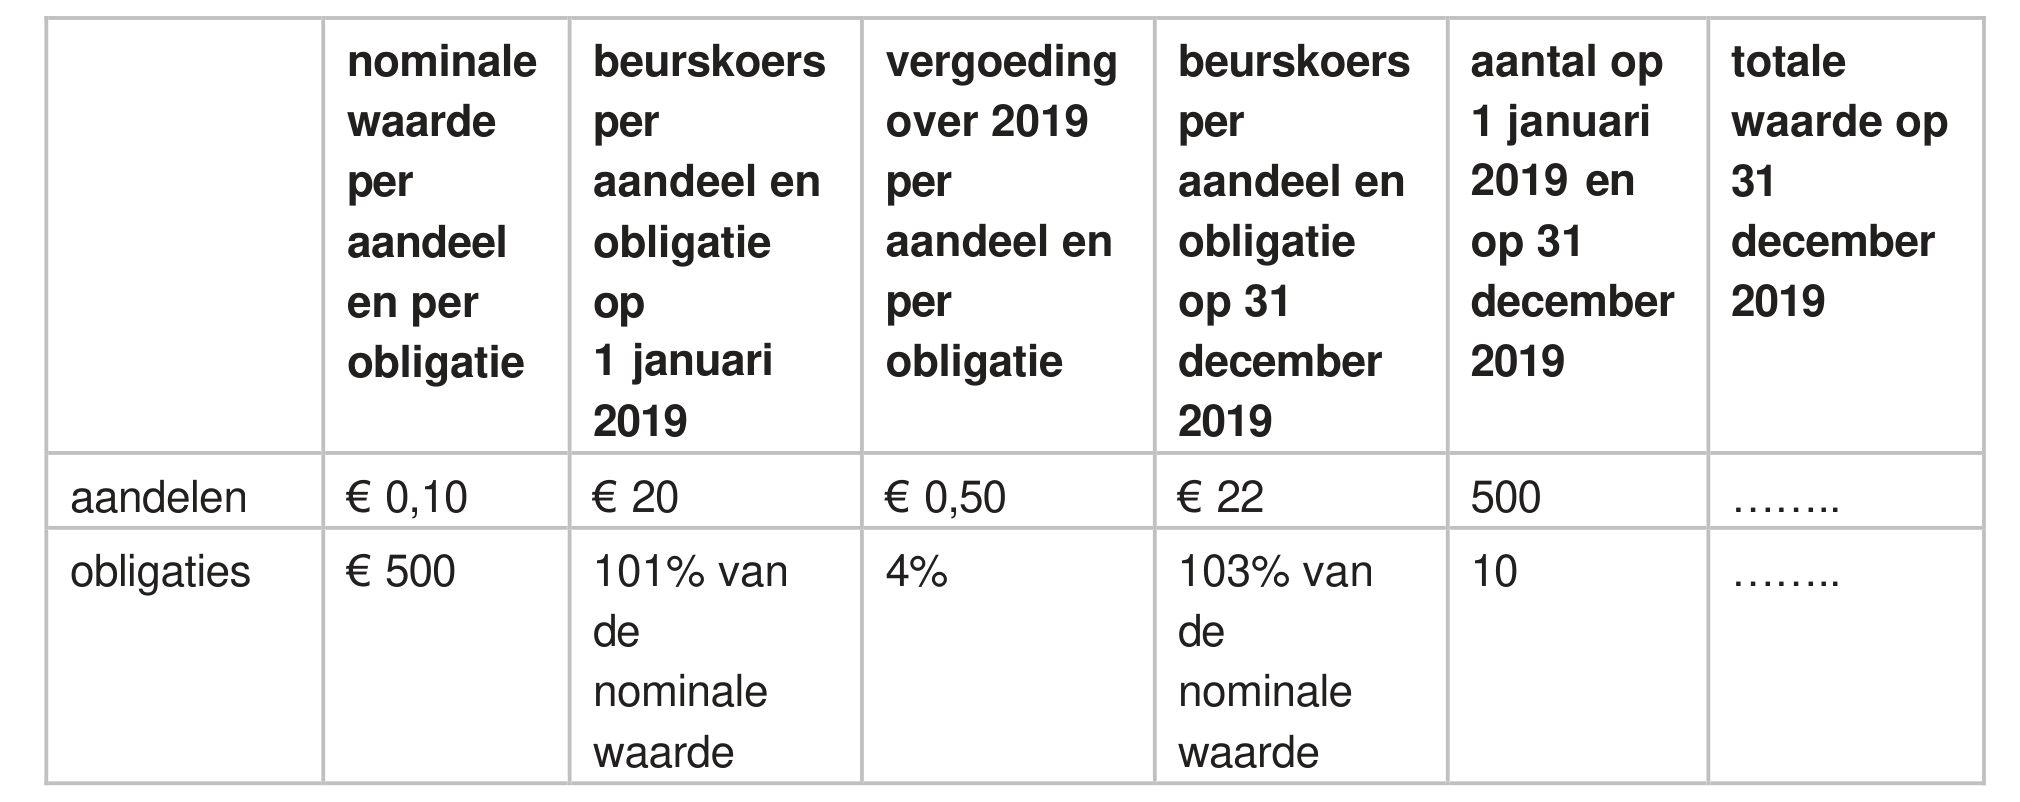 nominale
waarde
per
aandeel
en per
obligatie
beurskoers
per
aandeel en
obligatie
op
1 januari
2019
vergoeding
over 2019
per
aandeel en
per
obligatie
beurskoers
per
aandeel en
obligatie
op 31
december
2019
aantal op
1 januari
2019 en
op 31
december
2019
totale
waarde op
31
december
2019
aandelen
€ 0,10
€ 20
€ 0,50
€ 22
500
……..
obligaties
€ 500
101% van
de
nominale
waarde
4%
103% van
de
nominale
waarde
10
……..